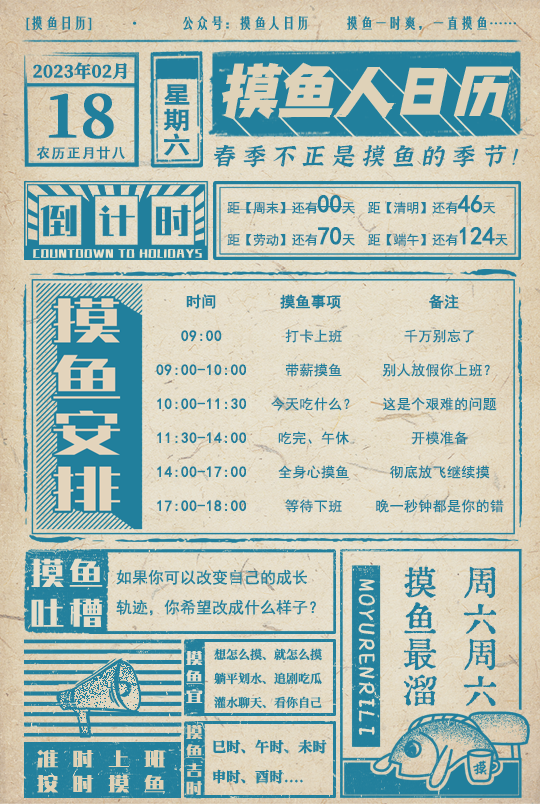 [摸鱼日历] · 公众号：摸鱼人日历 摸鱼一时爽，一直摸鱼……
2023年02月
18
农历正月廿八
星期六
摸鱼人日历
春季不正是摸鱼的季节!
倒计时
COUNTDOWN TO HOLIDAYS
距【周末】还有00天 距【清明】还有46天
距【劳动】还有70天 距【端午】还有124天
摸鱼安排
时间 摸鱼事项 备注
09:00 打卡上班 千万别忘了
09:00-10:00 带薪摸鱼 别人放假你上班？
10:00-11:30 今天吃什么？ 这是个艰难的问题
11:30-14:00 吃完、午休 开模准备
14:00-17:00 全身心摸鱼 彻底放飞继续摸
17:00-18:00 等待下班 晚一秒钟都是你的错
摸鱼
吐槽
如果你可以改变自己的成长
轨迹，你希望改成什么样子？
准时上班
按时摸鱼
摸鱼宜
想怎么摸、就怎么摸
躺平划水、追剧吃瓜
灌水聊天、看你自己
摸鱼吉时
巳时、午时、未时
申时、酉时....
周六周六
摸鱼最溜
MOYURENRILI
摸